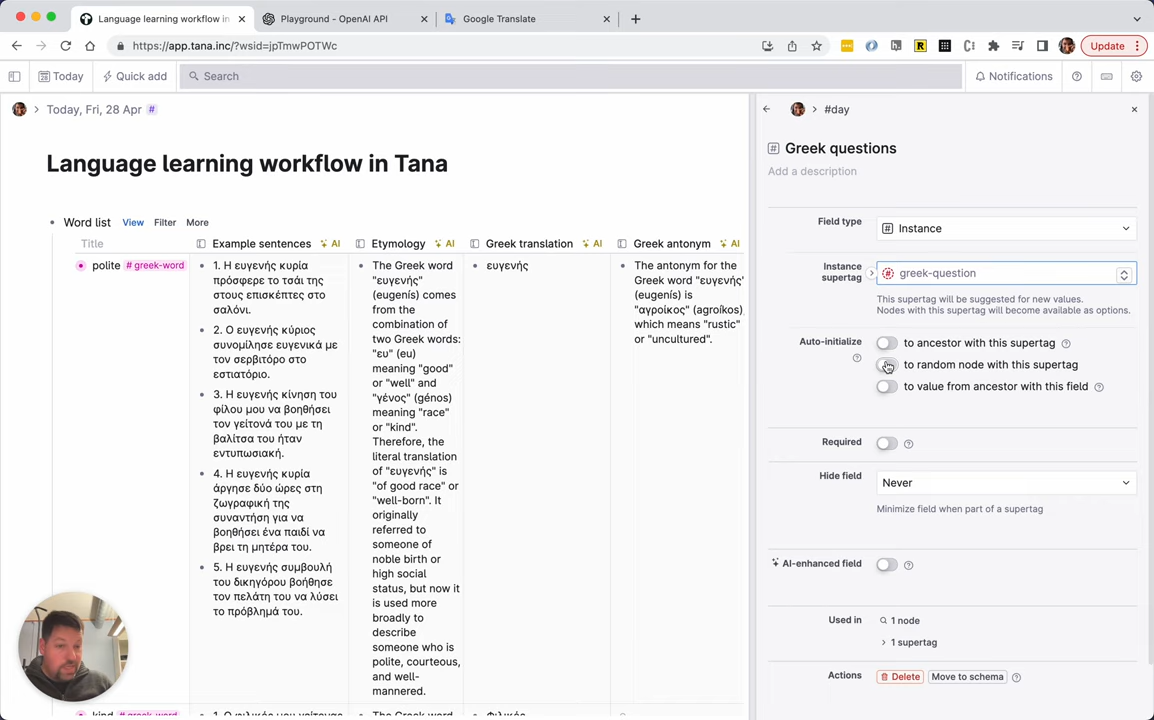 Language learning workflow in
Playground - OpenAI API
Google Translate
https://app.tana.inc/?wsid=jpTmwPOTWc
Update
Today
Quick add
Search
Notifications
Today, Fri, 28 Apr #
Language learning workflow in Tana
Word list View Filter More
Title
Example sentences AI
Etymology AI
Greek translation AI
Greek antonym AI
polite # greek-word
1. Η ευγενής κυρία
πρόσφερε το τσάι της
στους επισκέπτες στο
σαλόνι.
2. Ο ευγενής κύριος
συνομίλησε ευγενικά με
τον σερβιτόρο στο
εστιατόριο.
3. Η ευγενής κίνηση του
φίλου μου να βοηθήσει
τον γείτονά του με τη
βαλίτσα του ήταν
εντυπωσιακή.
4. Η ευγενής κυρία
άργησε δύο ώρες στη
ζωγραφική της
συναντήση για να
βοηθήσει ένα παιδί να
βρει τη μητέρα του.
5. Η ευγενής συμβουλή
του δικηγόρου βοήθησε
τον πελάτη του να λύσει
το πρόβλημά του.
The Greek word
"ευγενής"
(eugenís) comes
from the
combination of
two Greek words:
"ευ" (eu)
meaning "good"
or "well" and
"γένος" (génos)
meaning "race"
or "kind".
Therefore, the
literal translation
of "ευγενής" is
"of good race" or
"well-born". It
originally
referred to
someone of
noble birth or
high social
status, but now it
is used more
broadly to
describe
someone who is
polite, courteous,
and well-
mannered.
ευγενής
The antonym for the
Greek word "ευγενής"
(eugenís) is
"αγροίκος" (agroíkos),
which means "rustic"
or "uncultured".
kind # greek-word
1. Ο ευγενικός μου γείτονας
The Greek word
Φιλικός
#day
Greek questions
Add a description
Field type
Instance
Instance
supertag
greek-question
This supertag will be suggested for new values.
Nodes with this supertag will become available as options.
Auto-initialize
to ancestor with this supertag
to random node with this supertag
to value from ancestor with this field
Required
Hide field
Never
Minimize field when part of a supertag
AI-enhanced field
Used in
1 node
1 supertag
Actions
Delete
Move to schema